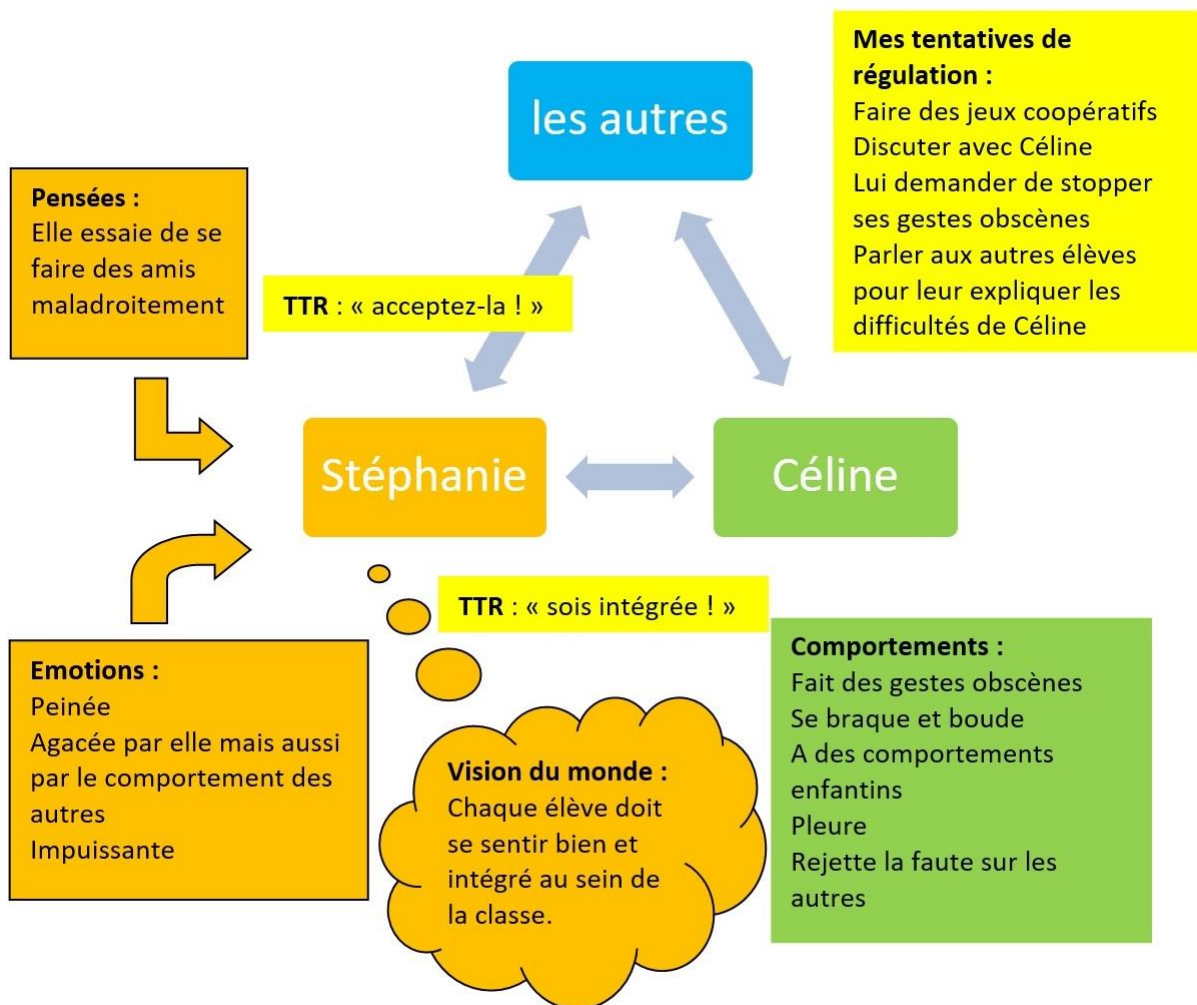 les autres
Mes tentatives de
régulation :
Faire des jeux coopératifs
Discuter avec Céline
Lui demander de stopper
ses gestes obscènes
Parler aux autres élèves
pour leur expliquer les
difficultés de Céline
Pensées :
Elle essaie de se
faire des amis
maladroitement
TTR : « acceptez-la ! »
Stéphanie
Céline
TTR : « sois intégrée ! »
Emotions :
Peinée
Agacée par elle mais aussi
par le comportement des
autres
Impuissante
Vision du monde :
Chaque élève doit
se sentir bien et
intégré au sein de
la classe.
Comportements :
Fait des gestes obscènes
Se braque et boude
A des comportements
enfantins
Pleure
Rejette la faute sur les
autres